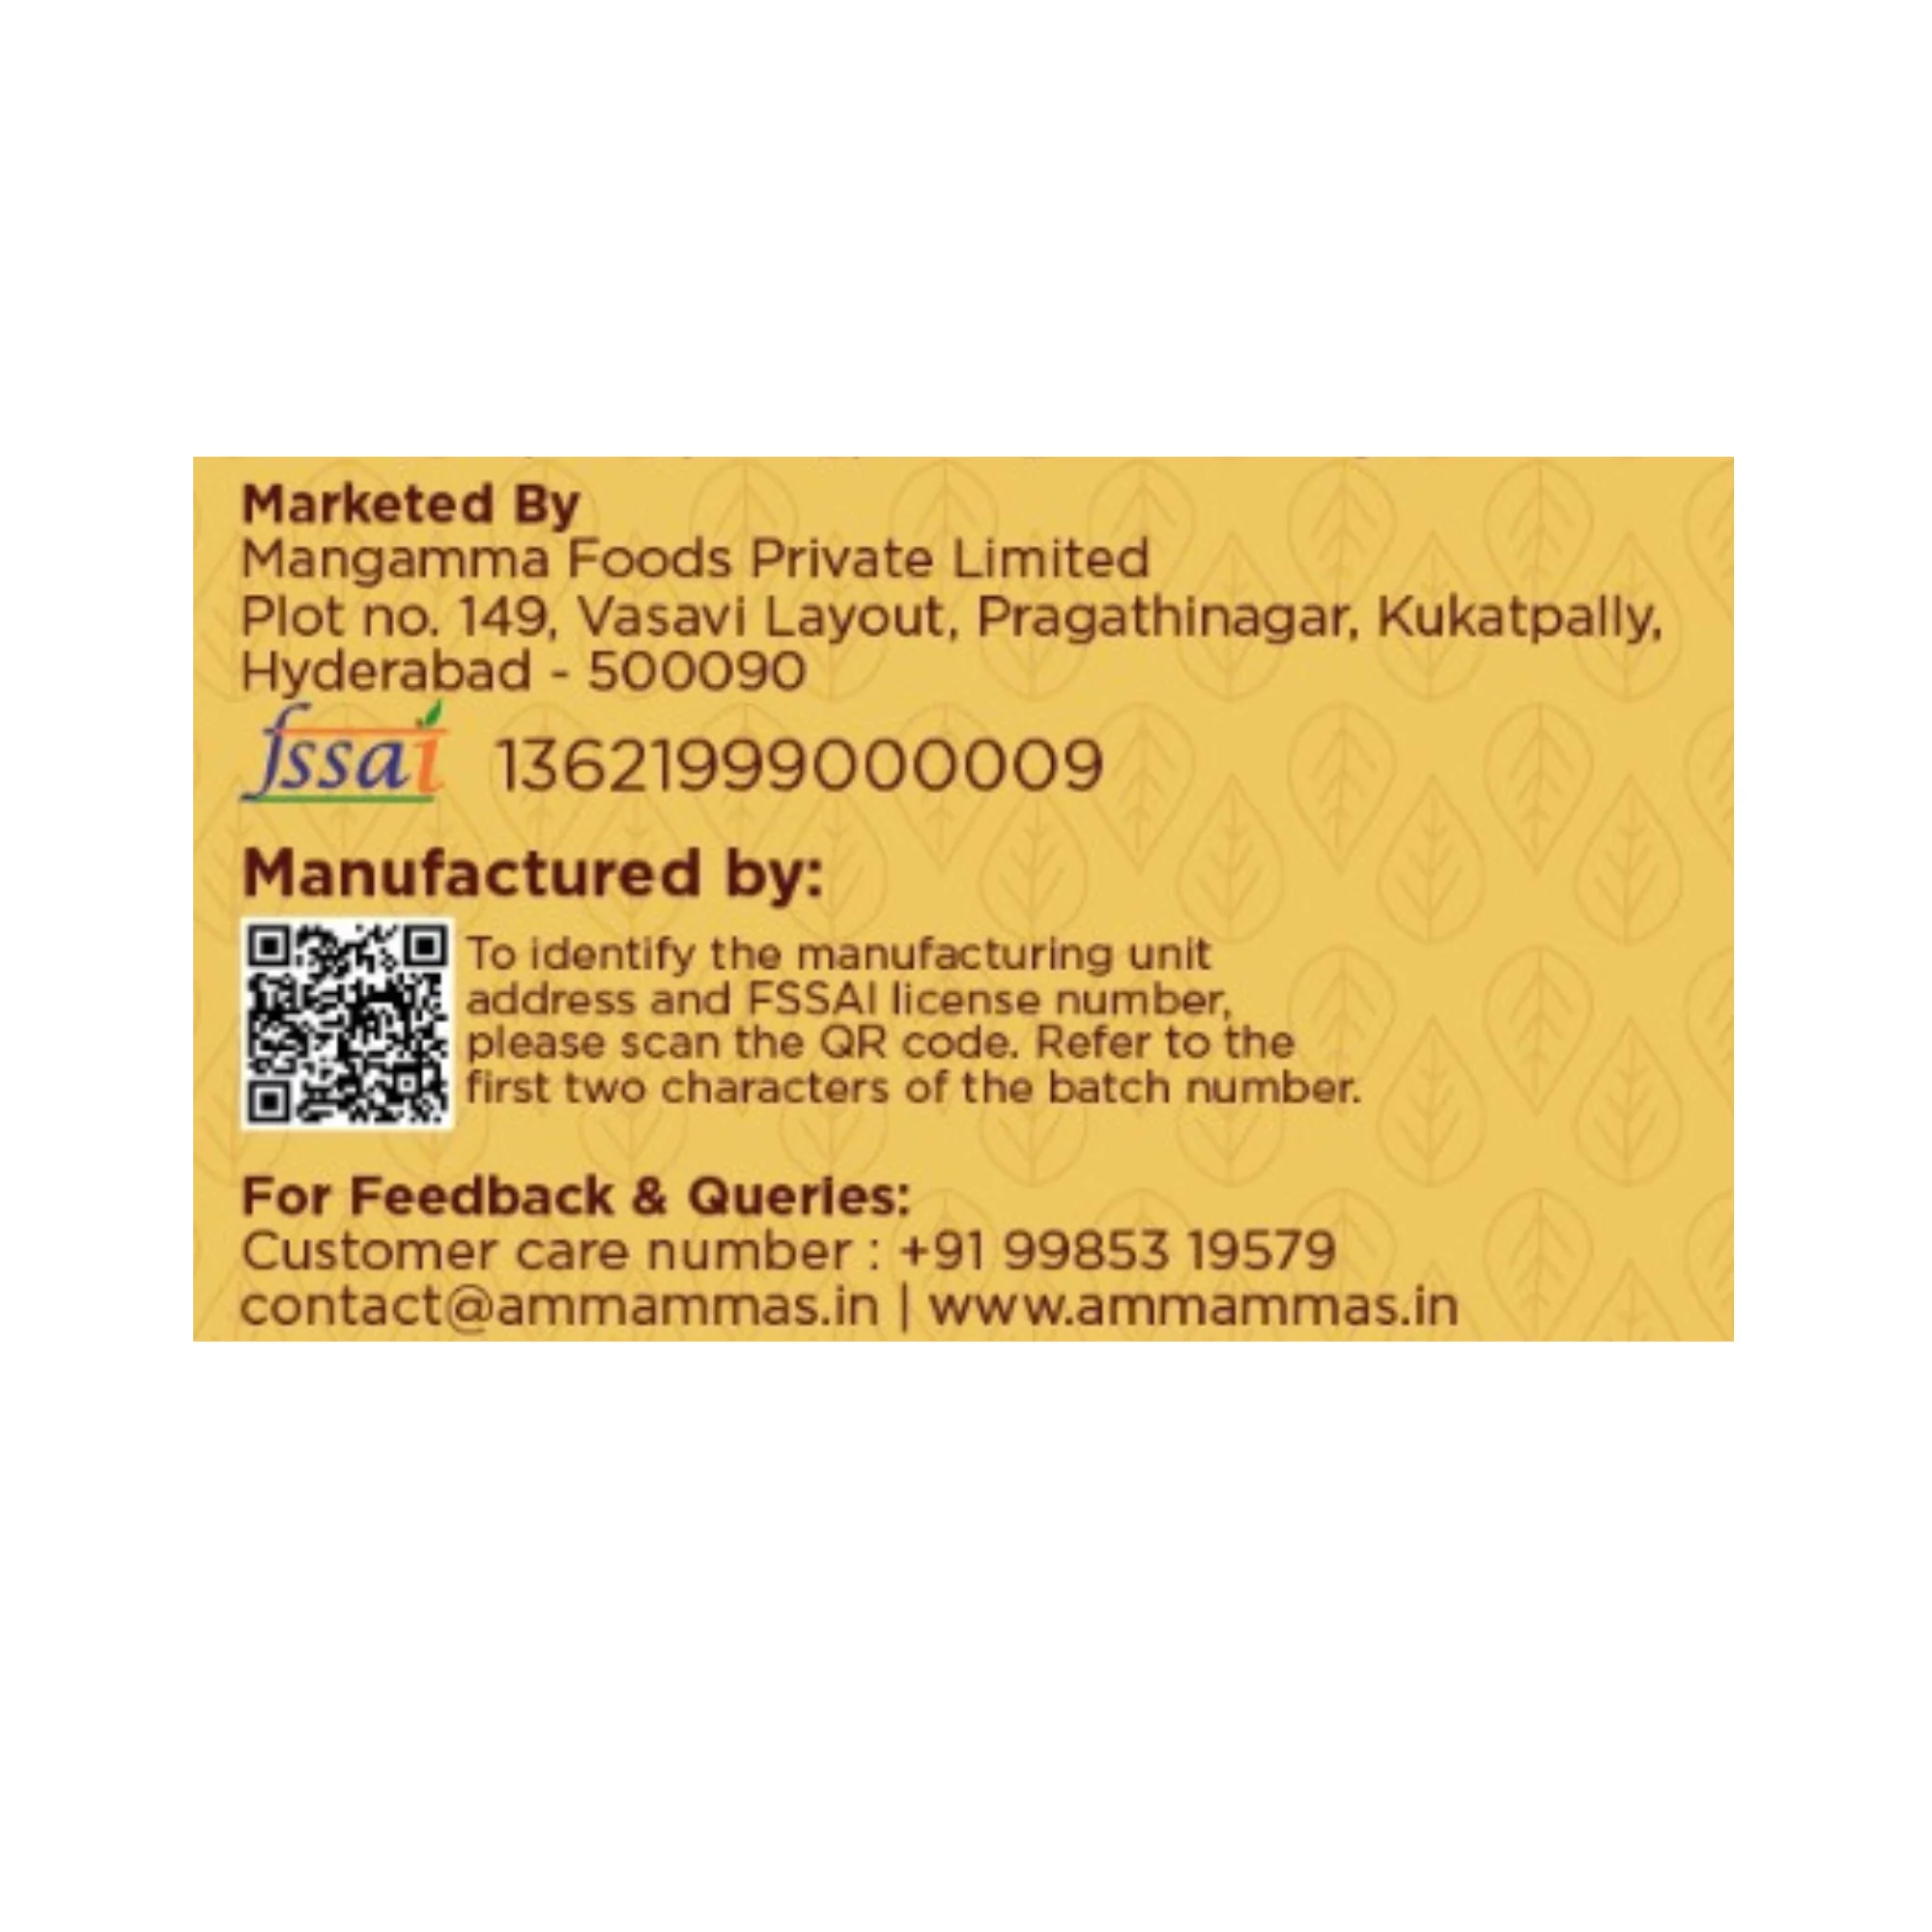 Marketed By
Mangamma Foods Private Limited
Plot no. 149, Vasavi Layout, Pragathinagar, Kukatpally,
Hyderabad - 500090
fssai 13621999000009
Manufactured by:
To identify the manufacturing unit
address and FSSAI license number,
please scan the QR code. Refer to the
first two characters of the batch number.
For Feedback & Queries:
Customer care number : +91 99853 19579
contact@ammammas.in | www.ammammas.in